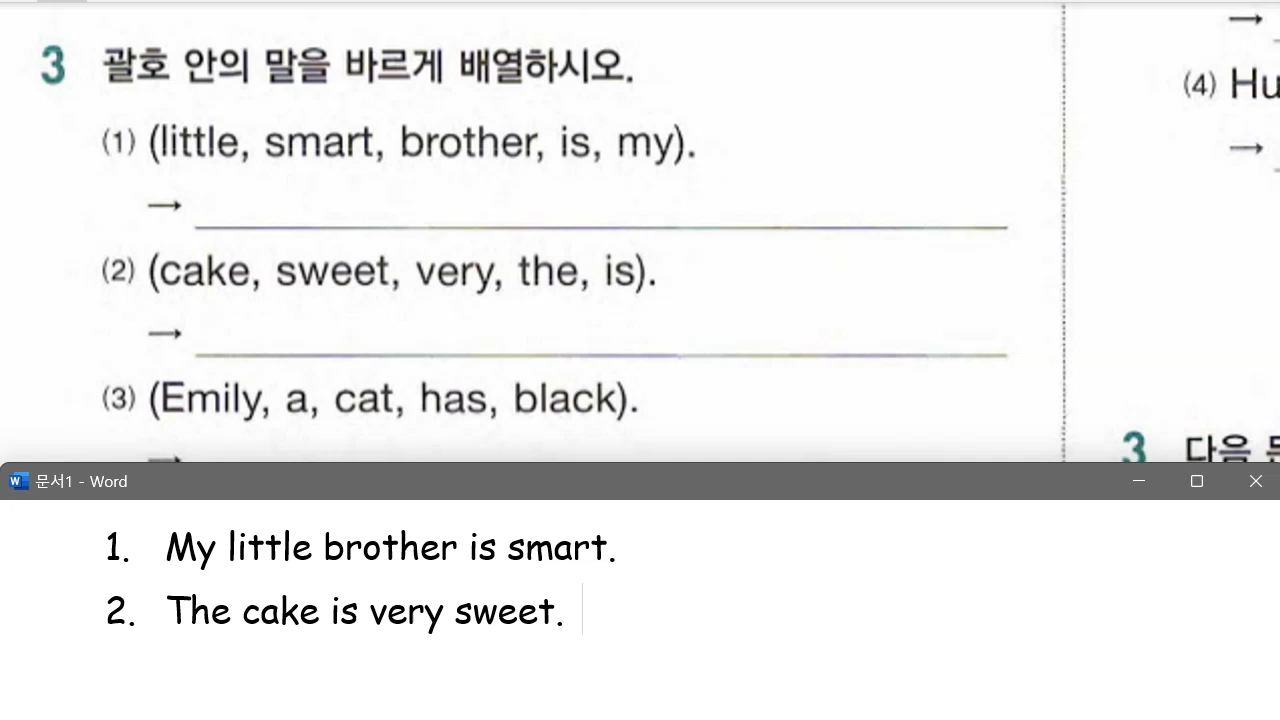 3 괄호 안의 말을 바르게 배열하시오.
(1) (little, smart, brother, is, my).
→
(2) (cake, sweet, very, the, is).
→
(3) (Emily, a, cat, has, black).
→
(4) Hu
→
3 다음
문서1 - Word
1. My little brother is smart.
2. The cake is very sweet.